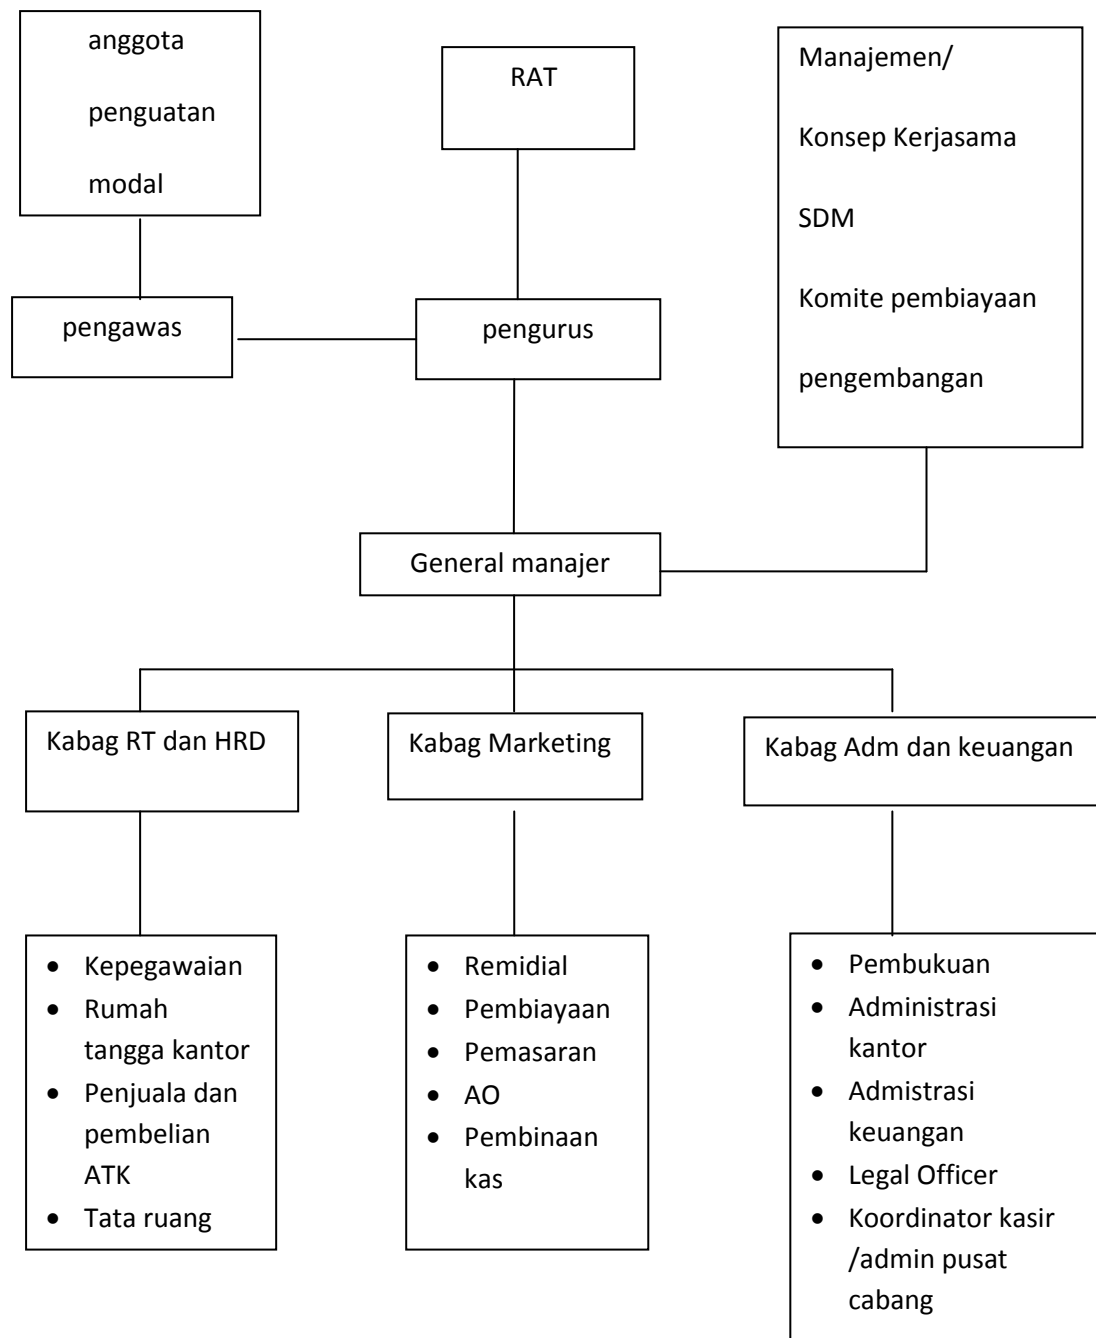 anggota
penguatan
modal
RAT
Manajemen/
Konsep Kerjasama
SDM
Komite pembiayaan
pengembangan
pengawas
pengurus
General manajer
Kabag RT dan HRD
Kabag Marketing
Kabag Adm dan keuangan
• Kepegawaian
• Rumah
tangga kantor
• Penjuala dan
pembelian
ATK
• Tata ruang
• Remidial
• Pembiayaan
• Pemasaran
• AO
• Pembinaan
kas
• Pembukuan
• Administrasi
kantor
• Admistrasi
keuangan
• Legal Officer
• Koordinator kasir
/admin pusat
cabang